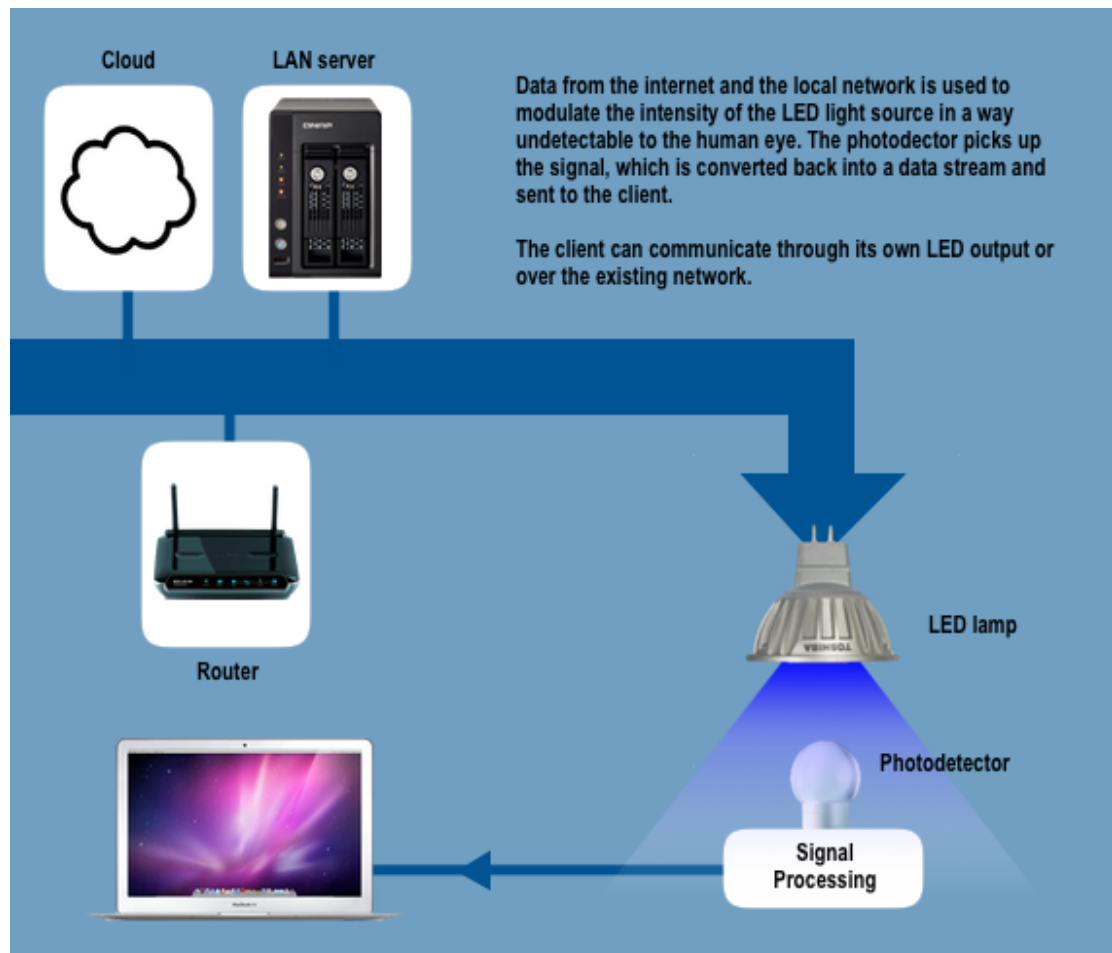 Cloud
LAN server
Data from the internet and the local network is used to
modulate the intensity of the LED light source in a way
undetectable to the human eye. The photodector picks up
the signal, which is converted back into a data stream and
sent to the client.
The client can communicate through its own LED output or
over the existing network.
Router
TOSHIBA
LED lamp
Photodetector
Signal
Processing